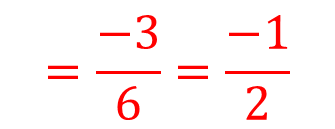 = −3/6 = −1/2